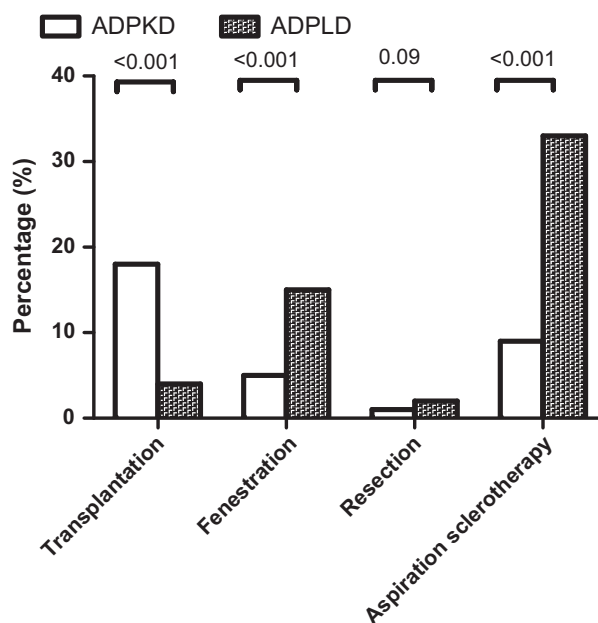 ADPKD ADPLD
<0.001 <0.001 0.09 <0.001
Percentage (%)
40
30
20
10
0
Transplantation
Fenestration
Resection
Aspiration sclerotherapy